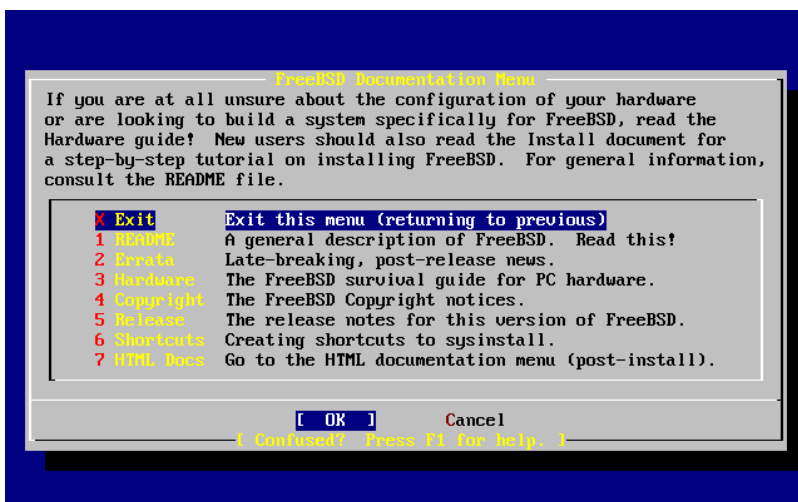 FreeBSD Documentation Menu
If you are at all unsure about the configuration of your hardware
or are looking to build a system specifically for FreeBSD, read the
Hardware guide!  New users should also read the Install document for
a step-by-step tutorial on installing FreeBSD.  For general information,
consult the README file.
X Exit       Exit this menu (returning to previous)
1 README     A general description of FreeBSD.  Read this!
2 Errata     Late-breaking, post-release news.
3 Hardware   The FreeBSD survival guide for PC hardware.
4 Copyright  The FreeBSD Copyright notices.
5 Release    The release notes for this version of FreeBSD.
6 Shortcuts  Creating shortcuts to sysinstall.
7 HTML Docs  Go to the HTML documentation menu (post-install).
[  OK  ]       Cancel
[ Confused?  Press F1 for help. ]